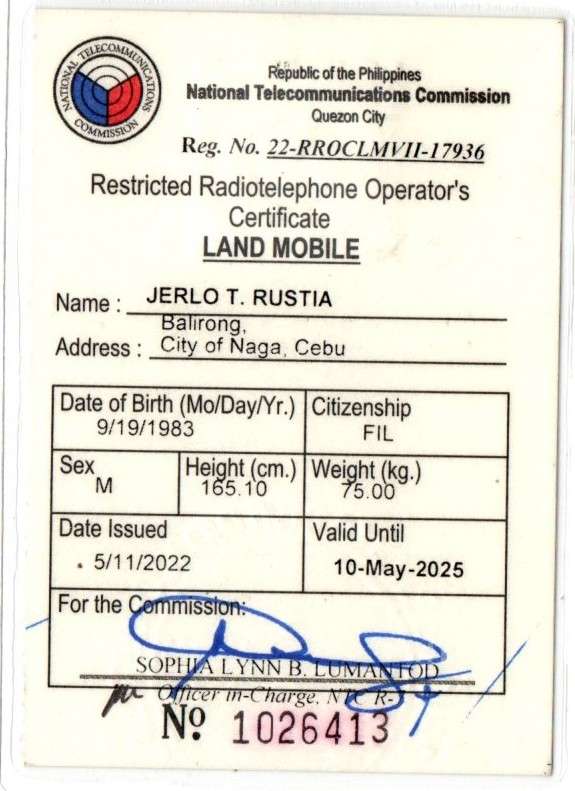 NATIONAL TELECOMMUNICATIONS
COMMISSION
Republic of the Philippines
National Telecommunications Commission
Quezon City
Reg. No. 22-RROCLMVII-17936
Restricted Radiotelephone Operator's
Certificate
LAND MOBILE
Name : JERLO T. RUSTIA
Balirong,
Address : City of Naga, Cebu
Date of Birth (Mo/Day/Yr.) Citizenship
9/19/1983 FIL
Sex Height (cm.) Weight (kg.)
M 165.10 75.00
Date Issued Valid Until
5/11/2022 10-May-2025
For the Commission:
SOPHIA LYNN B. LUMANTOD
Officer in-Charge, NTC R-
Nº 1026413